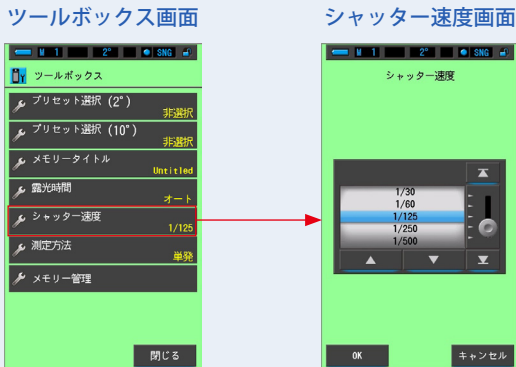 ツールボックス画面
M 1 2° SNG
ツールボックス
プリセット選択 (2°)
非選択
プリセット選択 (10°)
非選択
メモリータイトル
Untitled
露光時間
オート
シャッター速度
1/125
測定方法
単発
メモリー管理
閉じる
シャッター速度画面
M 1 2° SNG
シャッター速度
1/30
1/60
1/125
1/250
1/500
OK
キャンセル